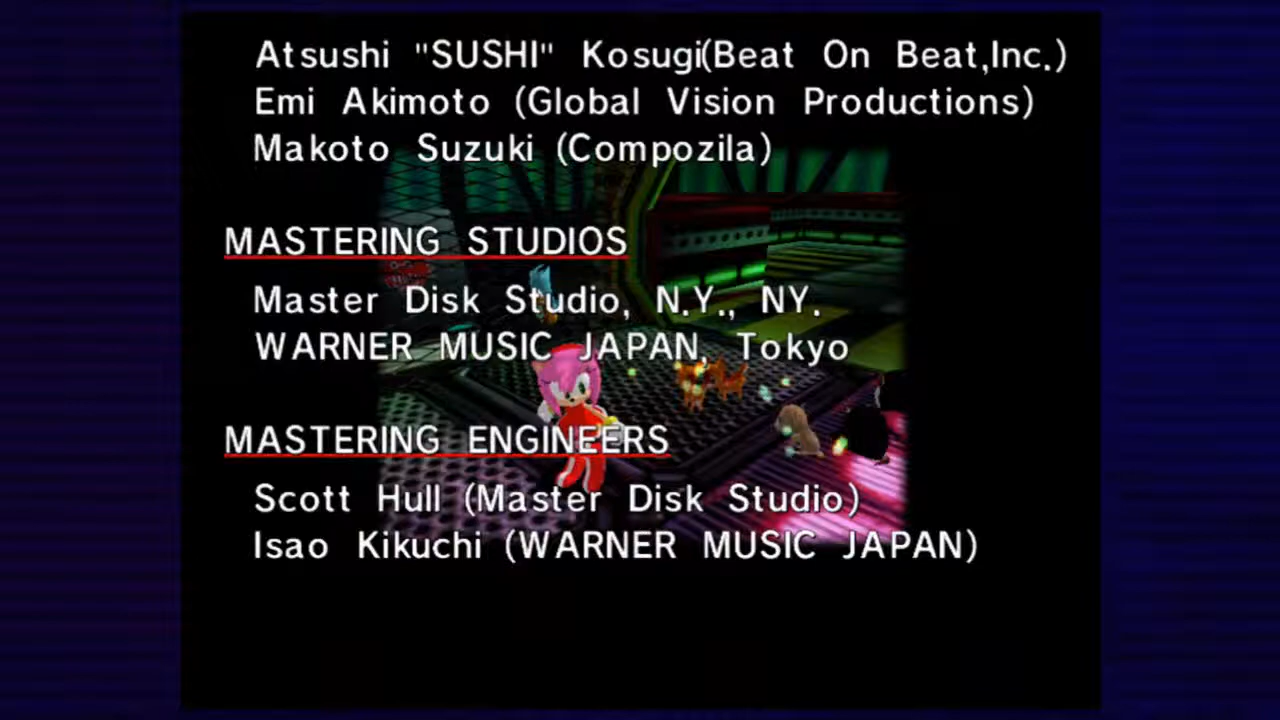 Atsushi "SUSHI" Kosugi(Beat On Beat,Inc.)
Emi Akimoto (Global Vision Productions)
Makoto Suzuki (Compozila)
MASTERING STUDIOS
Master Disk Studio, N.Y., NY.
WARNER MUSIC JAPAN, Tokyo
MASTERING ENGINEERS
Scott Hull (Master Disk Studio)
Isao Kikuchi (WARNER MUSIC JAPAN)